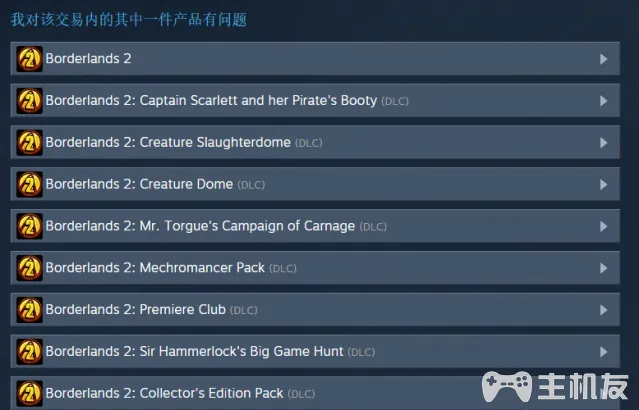 我对该交易内的其中一件产品有问题
Borderlands 2
Borderlands 2: Captain Scarlett and her Pirate's Booty (DLC)
Borderlands 2: Creature Slaughterdome (DLC)
Borderlands 2: Creature Dome (DLC)
Borderlands 2: Mr. Torgue's Campaign of Carnage (DLC)
Borderlands 2: Mechromancer Pack (DLC)
Borderlands 2: Premiere Club (DLC)
Borderlands 2: Sir Hammerlock's Big Game Hunt (DLC)
Borderlands 2: Collector's Edition Pack (DLC)
主机友